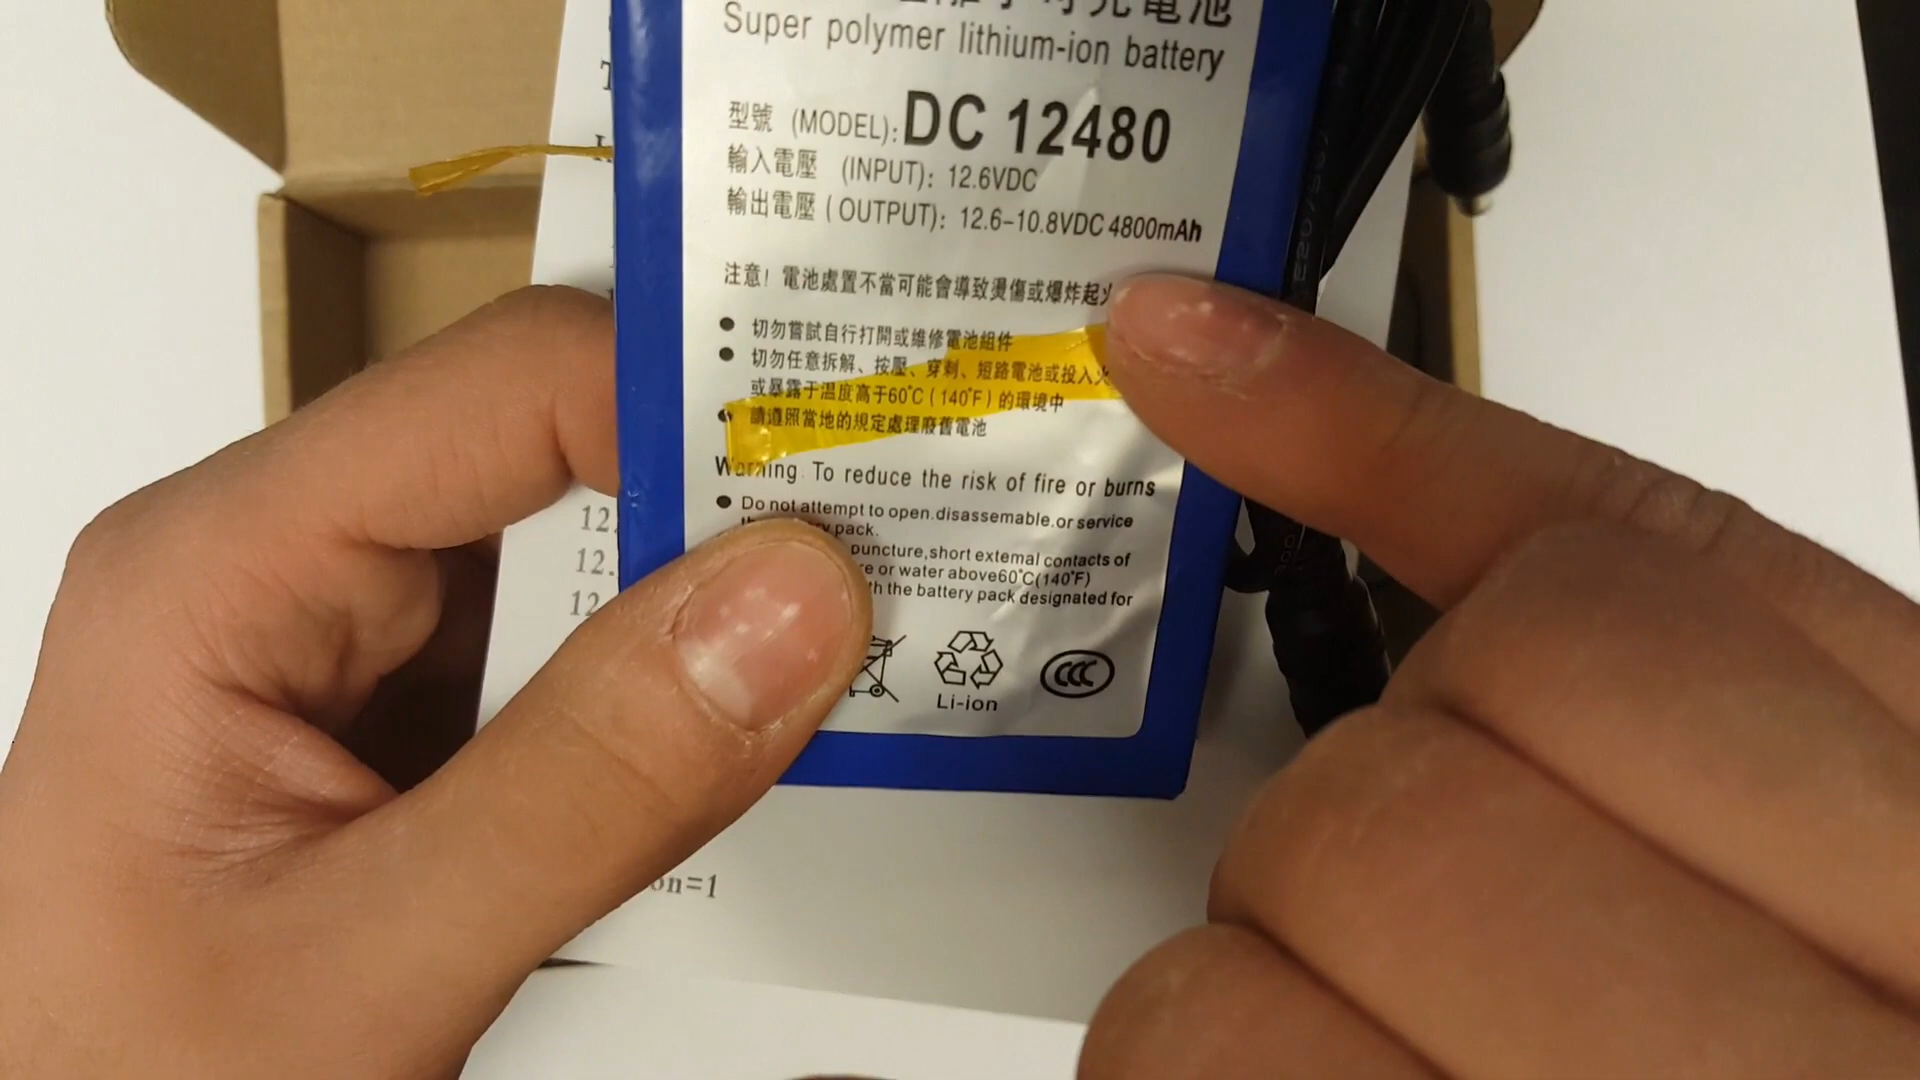 Super polymer lithium-ion battery
型號 (MODEL): DC 12480
輸入電壓 (INPUT): 12.6VDC
輸出電壓 (OUTPUT): 12.6-10.8VDC 4800mAh
注意! 電池處置不當可能會導致燙傷或爆炸起火
● 切勿嘗試自行打開或維修電池組件
● 切勿任意拆解、按壓、穿刺、短路電池或投入火
或暴露于溫度高于60°C (140°F) 的環境中
● 請遵照當地的規定處理廢舊電池
Warning. To reduce the risk of fire or burns
● Do not attempt to open.disassemable.or service
pack.
puncture,short extemal contacts of
or water above60°C(140°F)
the battery pack designated for
Li-ion
CCC
12.
12.
12
=1